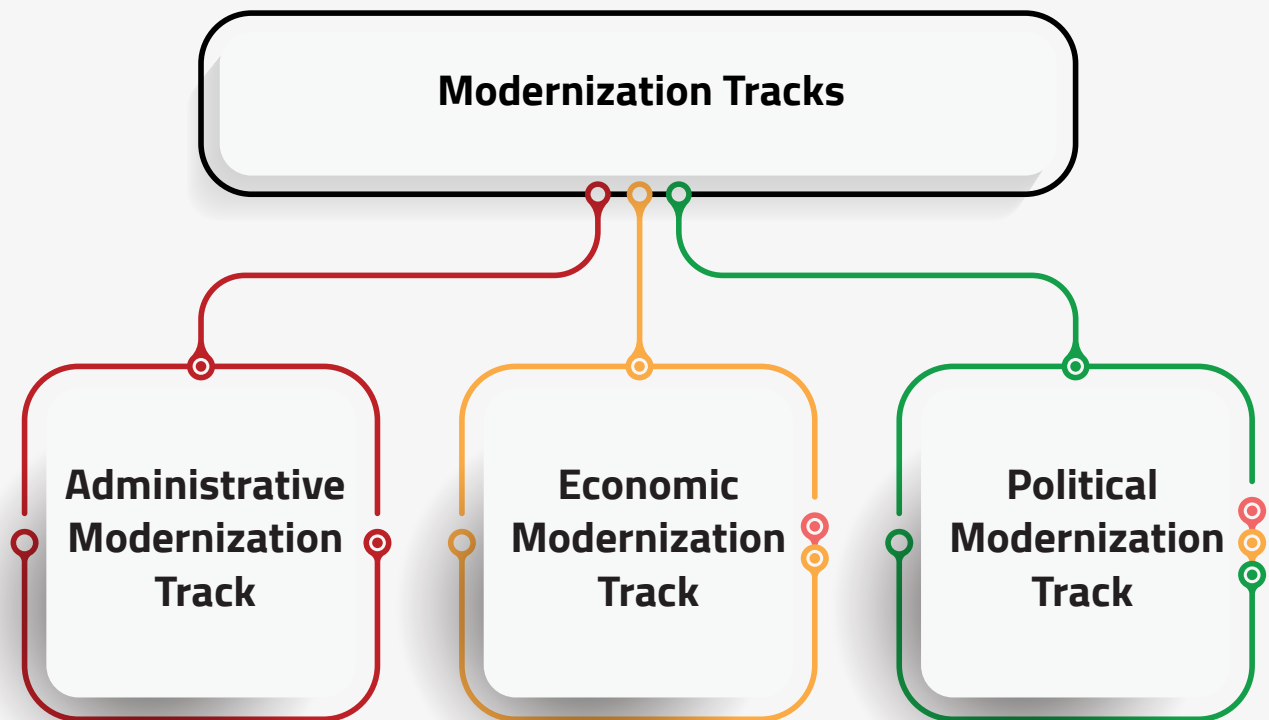 Modernization Tracks
Administrative
Modernization
Track
Economic
Modernization
Track
Political
Modernization
Track